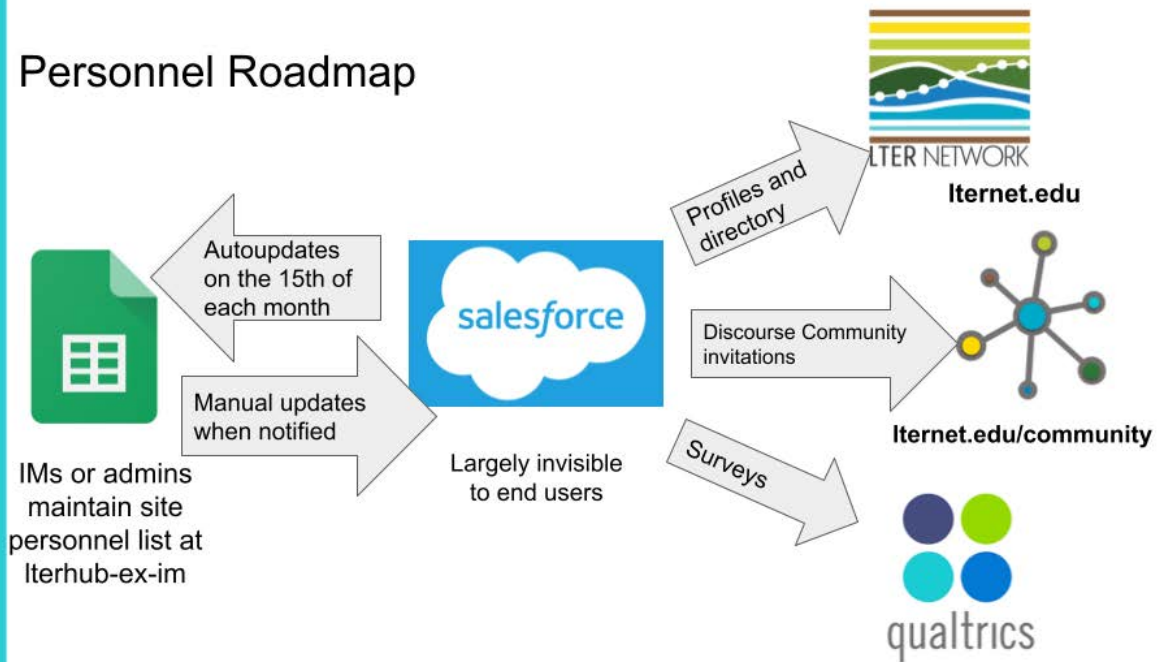 Personnel Roadmap
LTER NETWORK
lternet.edu
Profiles and
directory
Autoupdates
on the 15th of
each month
salesforce
Discourse Community
invitations
lternet.edu/community
Manual updates
when notified
Surveys
Largely invisible
to end users
IMs or admins
maintain site
personnel list at
lterhub-ex-im
qualtrics